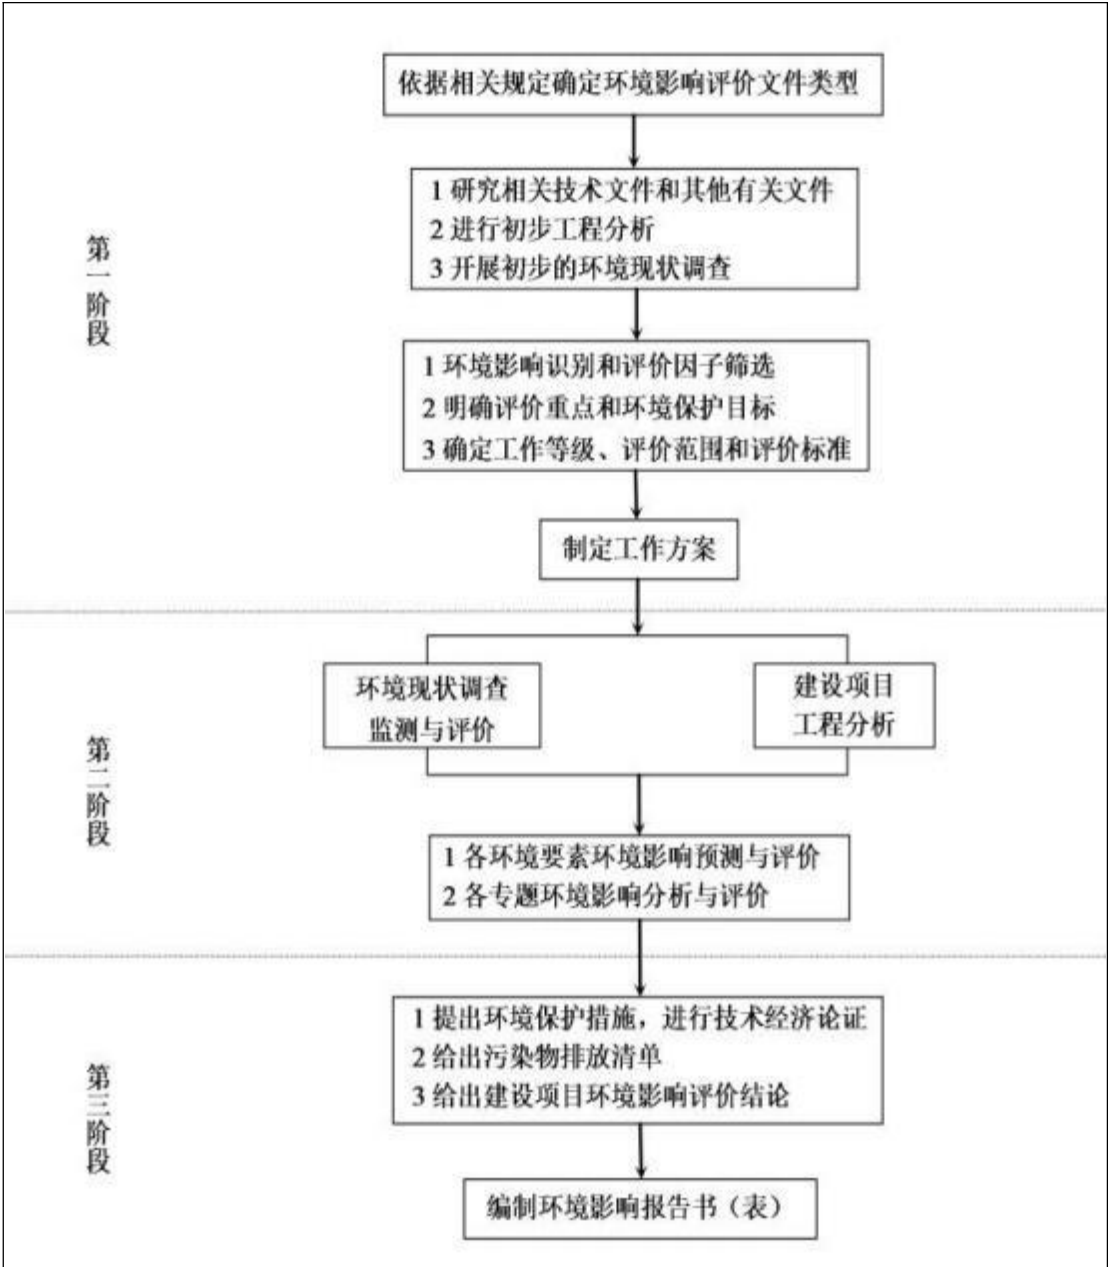 依据相关规定确定环境影响评价文件类型
第一阶段
1 研究相关技术文件和其他有关文件
2 进行初步工程分析
3 开展初步的环境现状调查
1 环境影响识别和评价因子筛选
2 明确评价重点和环境保护目标
3 确定工作等级、评价范围和评价标准
制定工作方案
第二阶段
环境现状调查
监测与评价
建设项目
工程分析
1 各环境要素环境影响预测与评价
2 各专题环境影响分析与评价
第三阶段
1 提出环境保护措施，进行技术经济论证
2 给出污染物排放清单
3 给出建设项目环境影响评价结论
编制环境影响报告书（表）